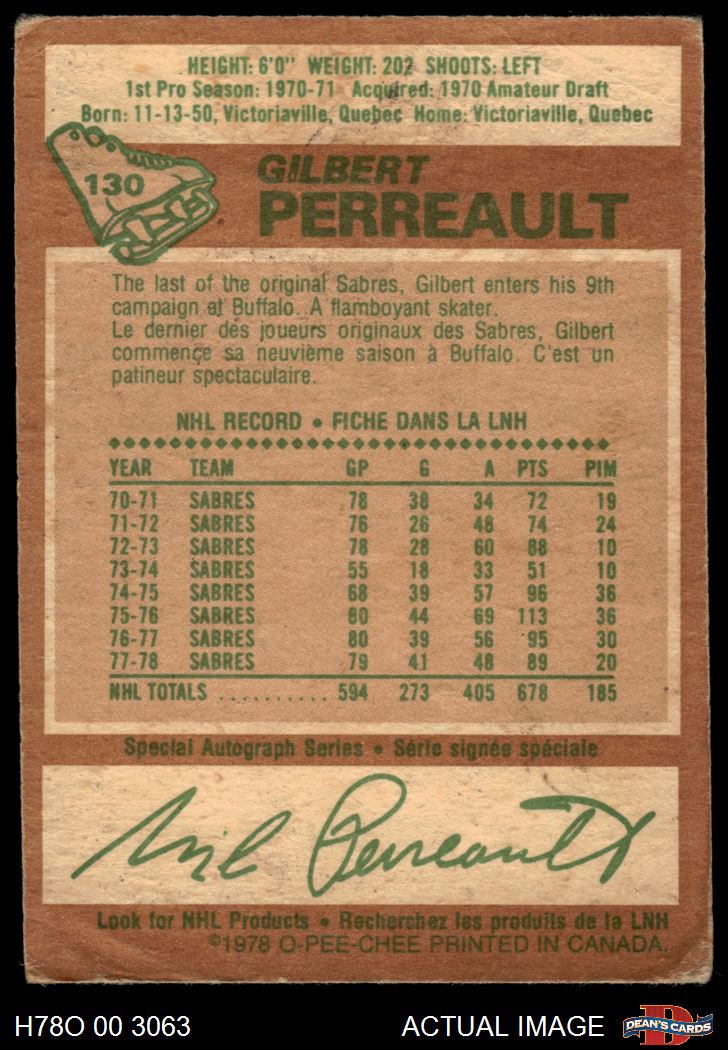 HEIGHT: 6'0" WEIGHT: 202 SHOOTS: LEFT
1st Pro Season: 1970-71 Acquired: 1970 Amateur Draft
Born: 11-13-50, Victoriaville, Quebec Home: Victoriaville, Quebec
130
GILBERT
PERREAULT
The last of the original Sabres, Gilbert enters his 9th
campaign at Buffalo. A flamboyant skater.
Le dernier dés joueurs originaux des Sabres, Gilbert
commence sa neuvième saison à Buffalo. C'est un
patineur spectaculaire.
NHL RECORD • FICHE DANS LA LNH
YEAR TEAM GP G A PTS PIM
70-71 SABRES 78 38 34 72 19
71-72 SABRES 76 26 48 74 24
72-73 SABRES 78 28 60 88 10
73-74 SABRES 55 18 33 51 10
74-75 SABRES 68 39 57 96 36
75-76 SABRES 80 44 69 113 36
76-77 SABRES 80 39 56 95 30
77-78 SABRES 79 41 48 89 20
NHL TOTALS .......... 594 273 405 678 185
Special Autograph Series • Série signée spéciale
Gil Perreault
Look for NHL Products • Recherchez les produits de la LNH
©1978 O-PEE-CHEE PRINTED IN CANADA.
H78O 00 3063 ACTUAL IMAGE D DEAN'S CARDS